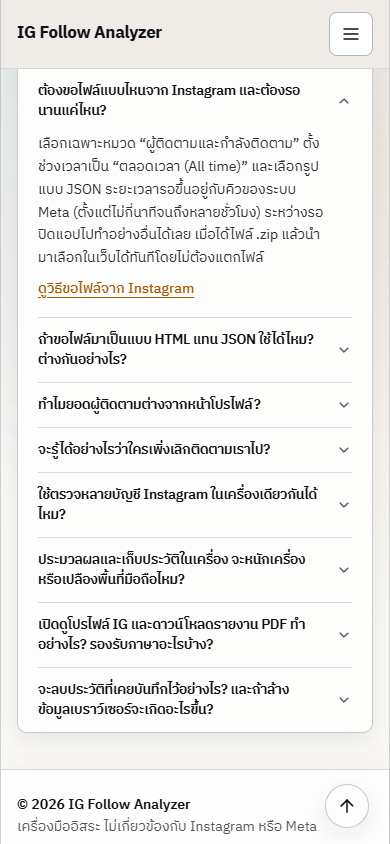 IG Follow Analyzer
ต้องขอไฟล์แบบไหนจาก Instagram และต้องรอ
นานแค่ไหน?
เลือกเฉพาะหมวด “ผู้ติดตามและกำลังติดตาม” ตั้ง
ช่วงเวลาเป็น “ตลอดเวลา (All time)” และเลือกรูป
แบบ JSON ระยะเวลารอขึ้นอยู่กับคิวของระบบ
Meta (ตั้งแต่ไม่กี่นาทีจนถึงหลายชั่วโมง) ระหว่างรอ
ปิดแอปไปทำอย่างอื่นได้เลย เมื่อได้ไฟล์ .zip แล้วนำ
มาเลือกในเว็บได้ทันทีโดยไม่ต้องแตกไฟล์
ดูวิธีขอไฟล์จาก Instagram
ถ้าขอไฟล์มาเป็นแบบ HTML แทน JSON ใช้ได้ไหม?
ต่างกันอย่างไร?
ทำไมยอดผู้ติดตามต่างจากหน้าโปรไฟล์?
จะรู้ได้อย่างไรว่าใครเพิ่งเลิกติดตามเราไป?
ใช้ตรวจหลายบัญชี Instagram ในเครื่องเดียวกันได้
ไหม?
ประมวลผลและเก็บประวัติในเครื่อง จะหนักเครื่อง
หรือเปลืองพื้นที่มือถือไหม?
เปิดดูโปรไฟล์ IG และดาวน์โหลดรายงาน PDF ทำ
อย่างไร? รองรับภาษาอะไรบ้าง?
จะลบประวัติที่เคยบันทึกไว้อย่างไร? และถ้าล้าง
ข้อมูลเบราว์เซอร์จะเกิดอะไรขึ้น?
© 2026 IG Follow Analyzer
เครื่องมืออิสระ ไม่เกี่ยวข้องกับ Instagram หรือ Meta